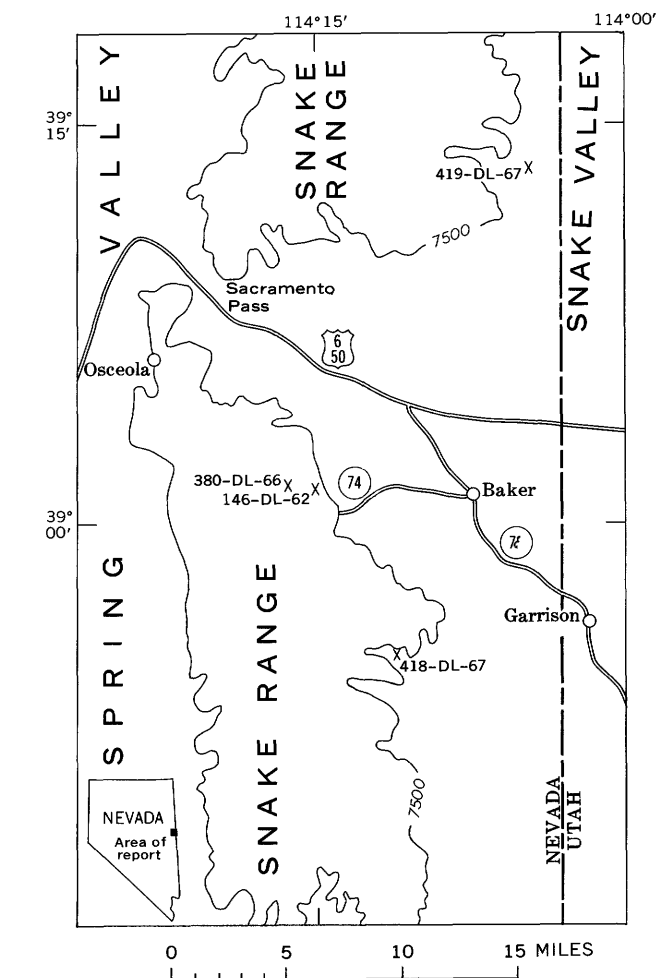 114°15'
114°00'
39°
15'
VALLEY
SNAKE
RANGE
SNAKE VALLEY
419-DL-67
7500
Sacramento
Pass
6
50
Osceola
380-DL-66
146-DL-62
74
Baker
39°
00'
Garrison
SPRING
SNAKE RANGE
418-DL-67
7500
NEVADA
UTAH
NEVADA
Area of
report
0 5 10 15 MILES